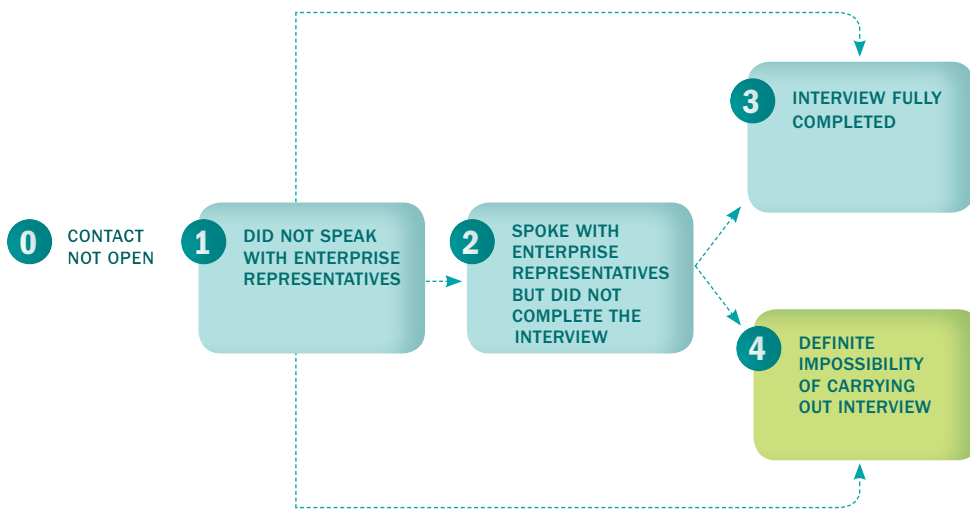 0
CONTACT
NOT OPEN
1
DID NOT SPEAK
WITH ENTERPRISE
REPRESENTATIVES
2
SPOKE WITH
ENTERPRISE
REPRESENTATIVES
BUT DID NOT
COMPLETE THE
INTERVIEW
3
INTERVIEW FULLY
COMPLETED
4
DEFINITE
IMPOSSIBILITY
OF CARRYING
OUT INTERVIEW